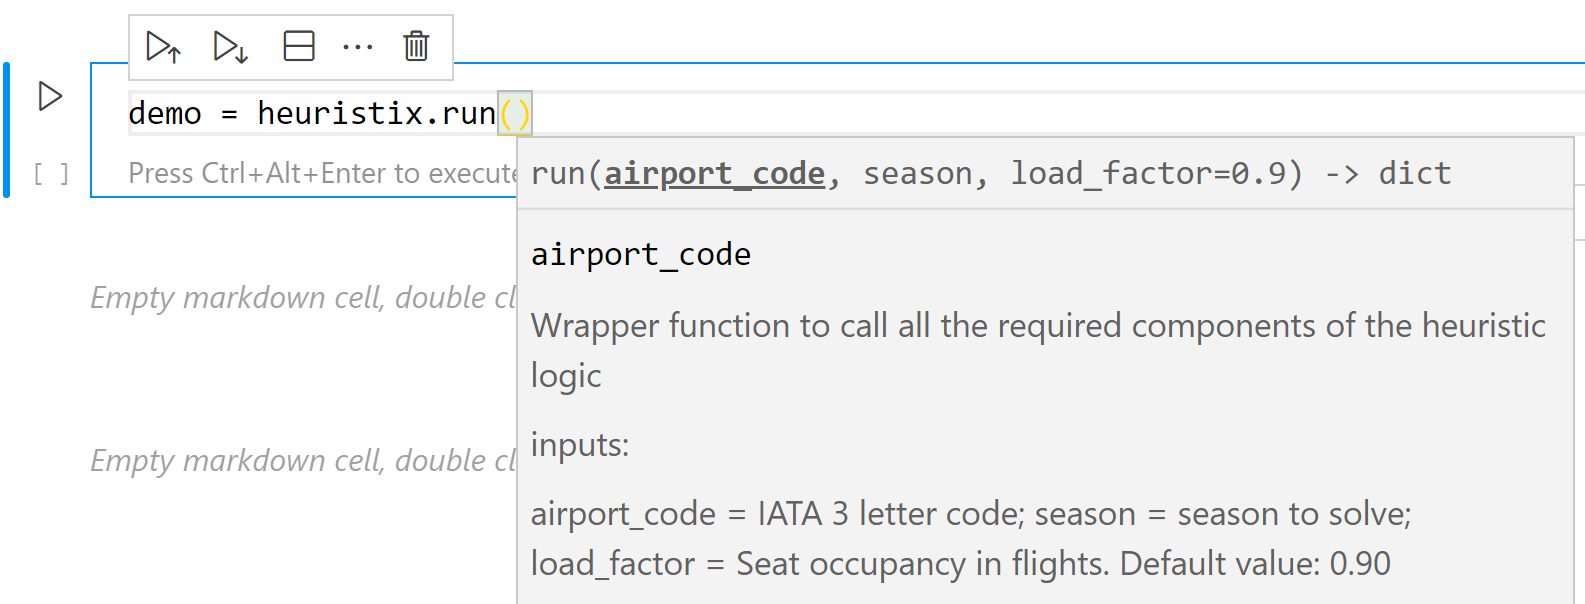 demo = heuristix.run()
[ ]
Press Ctrl+Alt+Enter to execute
run(airport_code, season, load_factor=0.9) -> dict
airport_code
Empty markdown cell, double cl
Wrapper function to call all the required components of the heuristic
logic
inputs:
Empty markdown cell, double cl
airport_code = IATA 3 letter code; season = season to solve;
load_factor = Seat occupancy in flights. Default value: 0.90